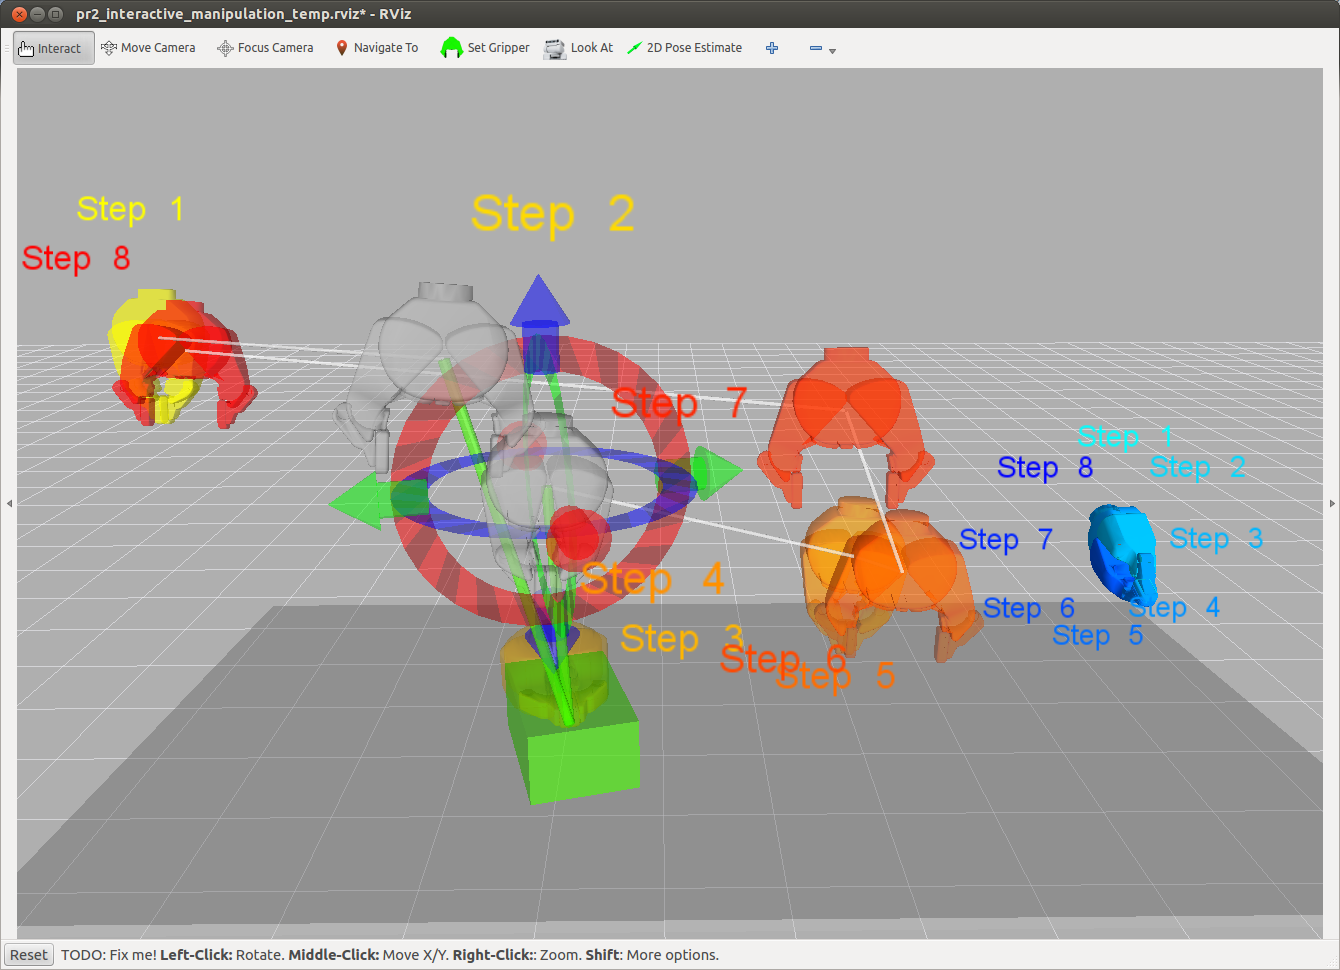 pr2_interactive_manipulation_temp.rviz* - RViz
Interact Move Camera Focus Camera Navigate To Set Gripper Look At 2D Pose Estimate
Step 1
Step 2
Step 8
Step 7
Step 1
Step 8
Step 2
Step 7
Step 3
Step 4
Step 6
Step 4
Step 5
Step 3
Step 6
Step 5
Reset TODO: Fix me! Left-Click: Rotate. Middle-Click: Move X/Y. Right-Click:: Zoom. Shift: More options.